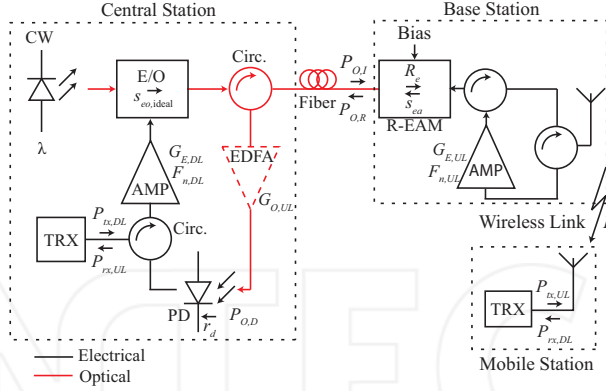 Central Station
Base Station
CW
λ
E/O
s_eo,ideal
Circ.
Fiber
P_O,I
P_O,R
Bias
R_e
s_ea
R-EAM
G_E,UL
F_n,UL
AMP
EDFA
G_O,UL
G_E,DL
F_n,DL
AMP
Circ.
TRX
P_tx,DL
P_rx,UL
PD
r_d
P_O,D
Wireless Link
TRX
P_tx,UL
P_rx,DL
Mobile Station
Electrical
Optical